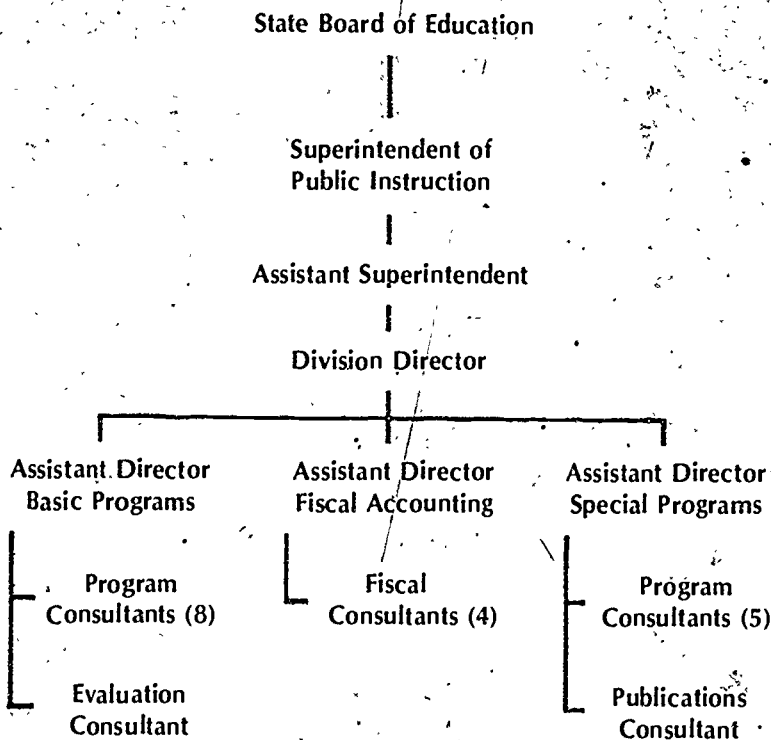 State Board of Education
Superintendent of
Public Instruction
Assistant Superintendent
Division Director
Assistant Director
Basic Programs
Program
Consultants (8)
Evaluation
Consultant
Assistant Director
Fiscal Accounting
Fiscal
Consultants (4)
Assistant Director
Special Programs
Program
Consultants (5)
Publications
Consultant